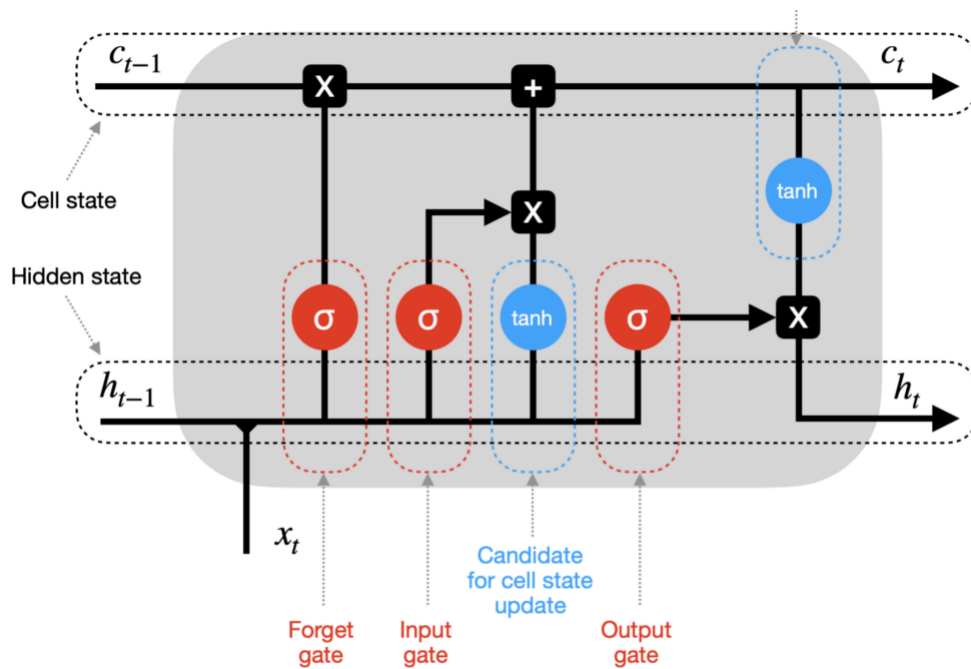 c_{t-1}
c_t
X
+
tanh
Cell state
X
Hidden state
σ
σ
tanh
σ
X
h_{t-1}
h_t
x_t
Candidate
for cell state
update
Forget
gate
Input
gate
Output
gate